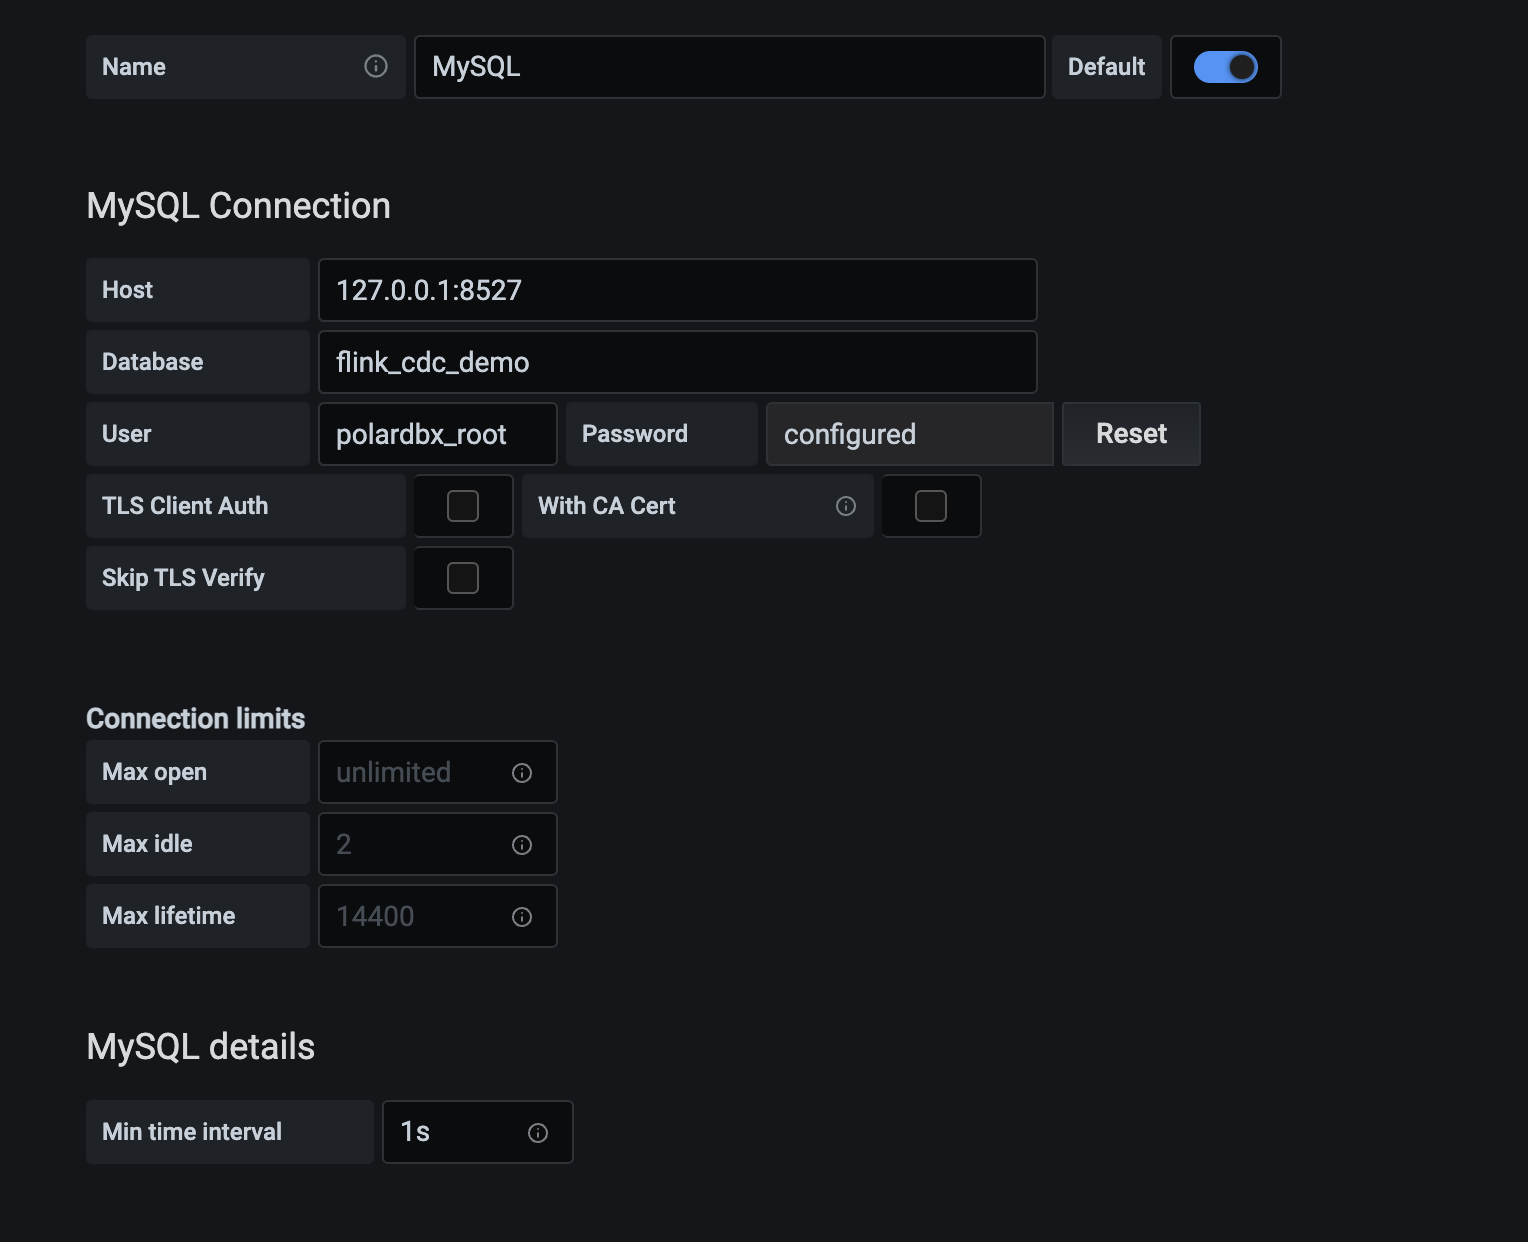 Name MySQL Default
MySQL Connection
Host 127.0.0.1:8527
Database flink_cdc_demo
User polardbx_root Password configured Reset
TLS Client Auth With CA Cert
Skip TLS Verify
Connection limits
Max open unlimited
Max idle 2
Max lifetime 14400
MySQL details
Min time interval 1s